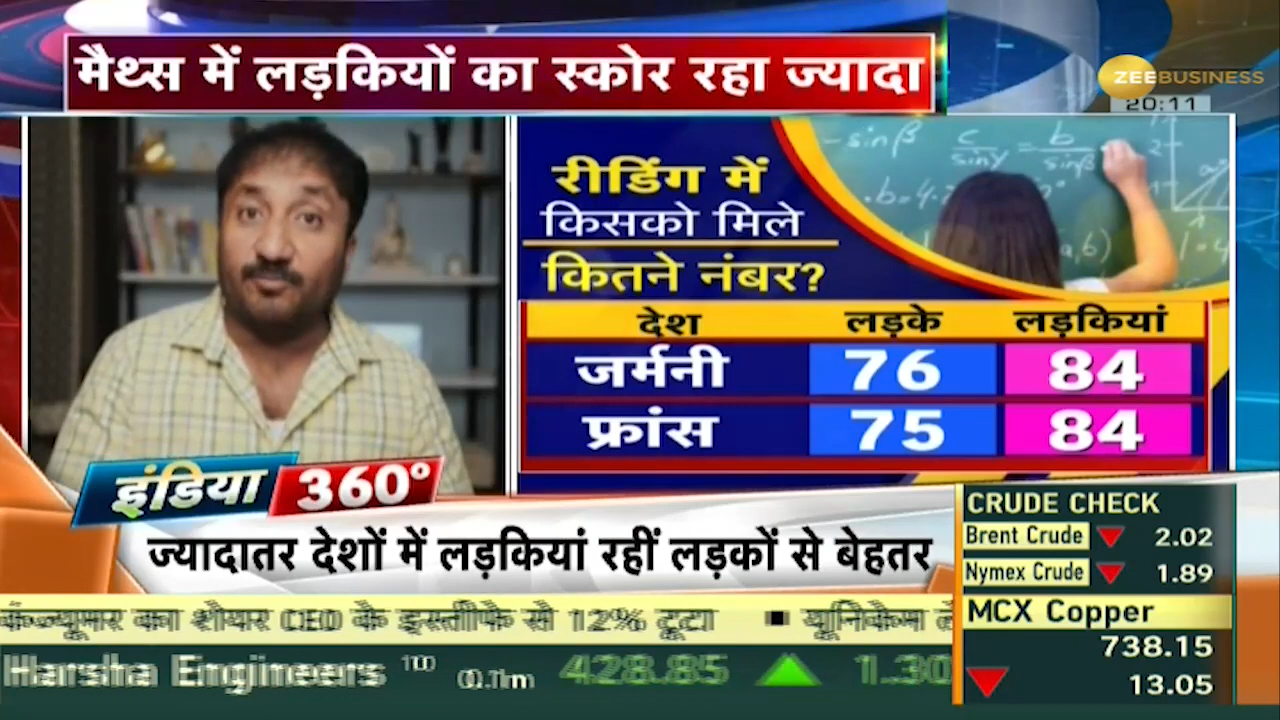 मैथ्स में लड़कियों का स्कोर रहा ज्यादा
ZEEBUSINESS
20:11
रीडिंग में
किसको मिले
कितने नंबर?
देश लड़के लड़कियां
जर्मनी 76 84
फ्रांस 75 84
इंडिया 360°
ज्यादातर देशों में लड़कियां रहीं लड़कों से बेहतर
CRUDE CHECK
Brent Crude 2.02
Nymex Crude 1.89
MCX Copper
738.15
13.05
का शेयर CEO के इस्तीफे से 12% टूटा
Harsha Engineers 428.85 1.30